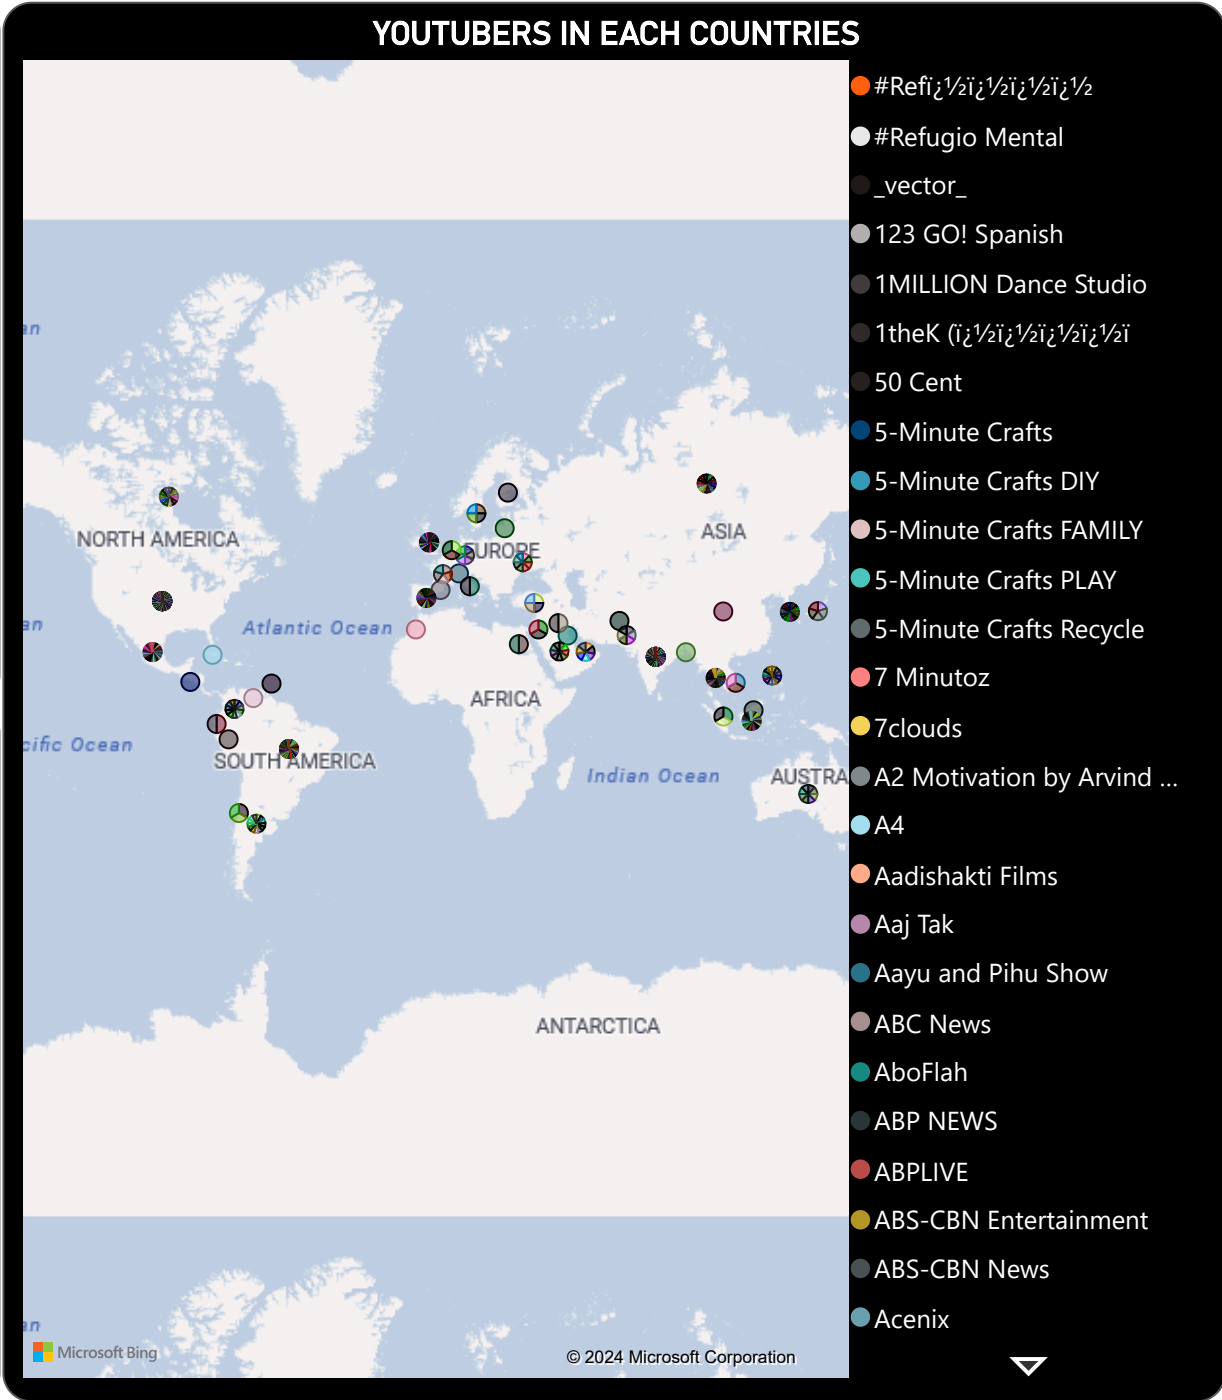 YOUTUBERS IN EACH COUNTRIES
#Refï¿½ï¿½ï¿½ï¿½
#Refugio Mental
_vector_
123 GO! Spanish
1MILLION Dance Studio
1theK (ï¿½ï¿½ï¿½ï¿½ï
50 Cent
5-Minute Crafts
5-Minute Crafts DIY
5-Minute Crafts FAMILY
5-Minute Crafts PLAY
5-Minute Crafts Recycle
7 Minutoz
7clouds
A2 Motivation by Arvind ...
A4
Aadishakti Films
Aaj Tak
Aayu and Pihu Show
ABC News
AboFlah
ABP NEWS
ABPLIVE
ABS-CBN Entertainment
ABS-CBN News
Acenix
an
NORTH AMERICA
EUROPE
ASIA
an
Atlantic Ocean
AFRICA
cific Ocean
SOUTH AMERICA
Indian Ocean
AUSTRA
ANTARCTICA
an
Microsoft Bing
© 2024 Microsoft Corporation